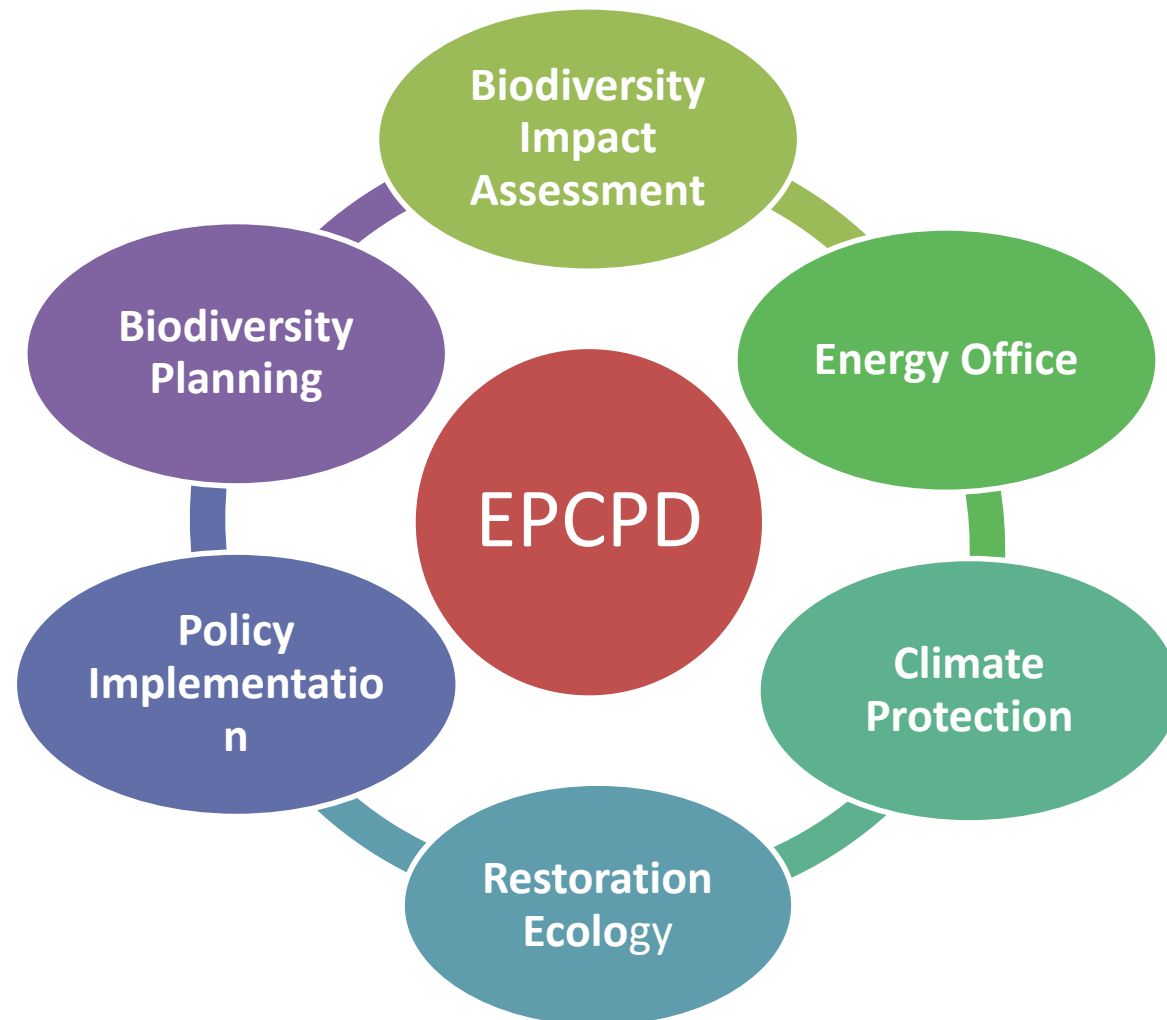 Biodiversity
Impact
Assessment
Energy Office
Climate
Protection
Restoration
Ecology
Policy
Implementatio
n
Biodiversity
Planning
EPCPD